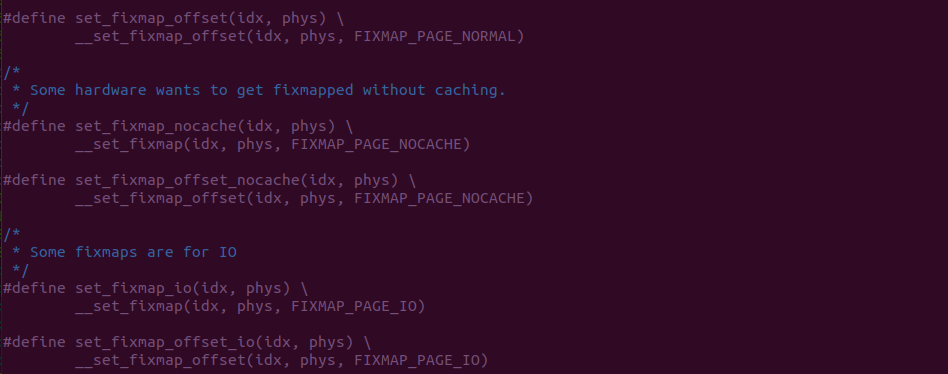 #define set_fixmap_offset(idx, phys) \
        __set_fixmap_offset(idx, phys, FIXMAP_PAGE_NORMAL)

/*
 * Some hardware wants to get fixmapped without caching.
 */
#define set_fixmap_nocache(idx, phys) \
        __set_fixmap(idx, phys, FIXMAP_PAGE_NOCACHE)

#define set_fixmap_offset_nocache(idx, phys) \
        __set_fixmap_offset(idx, phys, FIXMAP_PAGE_NOCACHE)

/*
 * Some fixmaps are for IO
 */
#define set_fixmap_io(idx, phys) \
        __set_fixmap(idx, phys, FIXMAP_PAGE_IO)

#define set_fixmap_offset_io(idx, phys) \
        __set_fixmap_offset(idx, phys, FIXMAP_PAGE_IO)